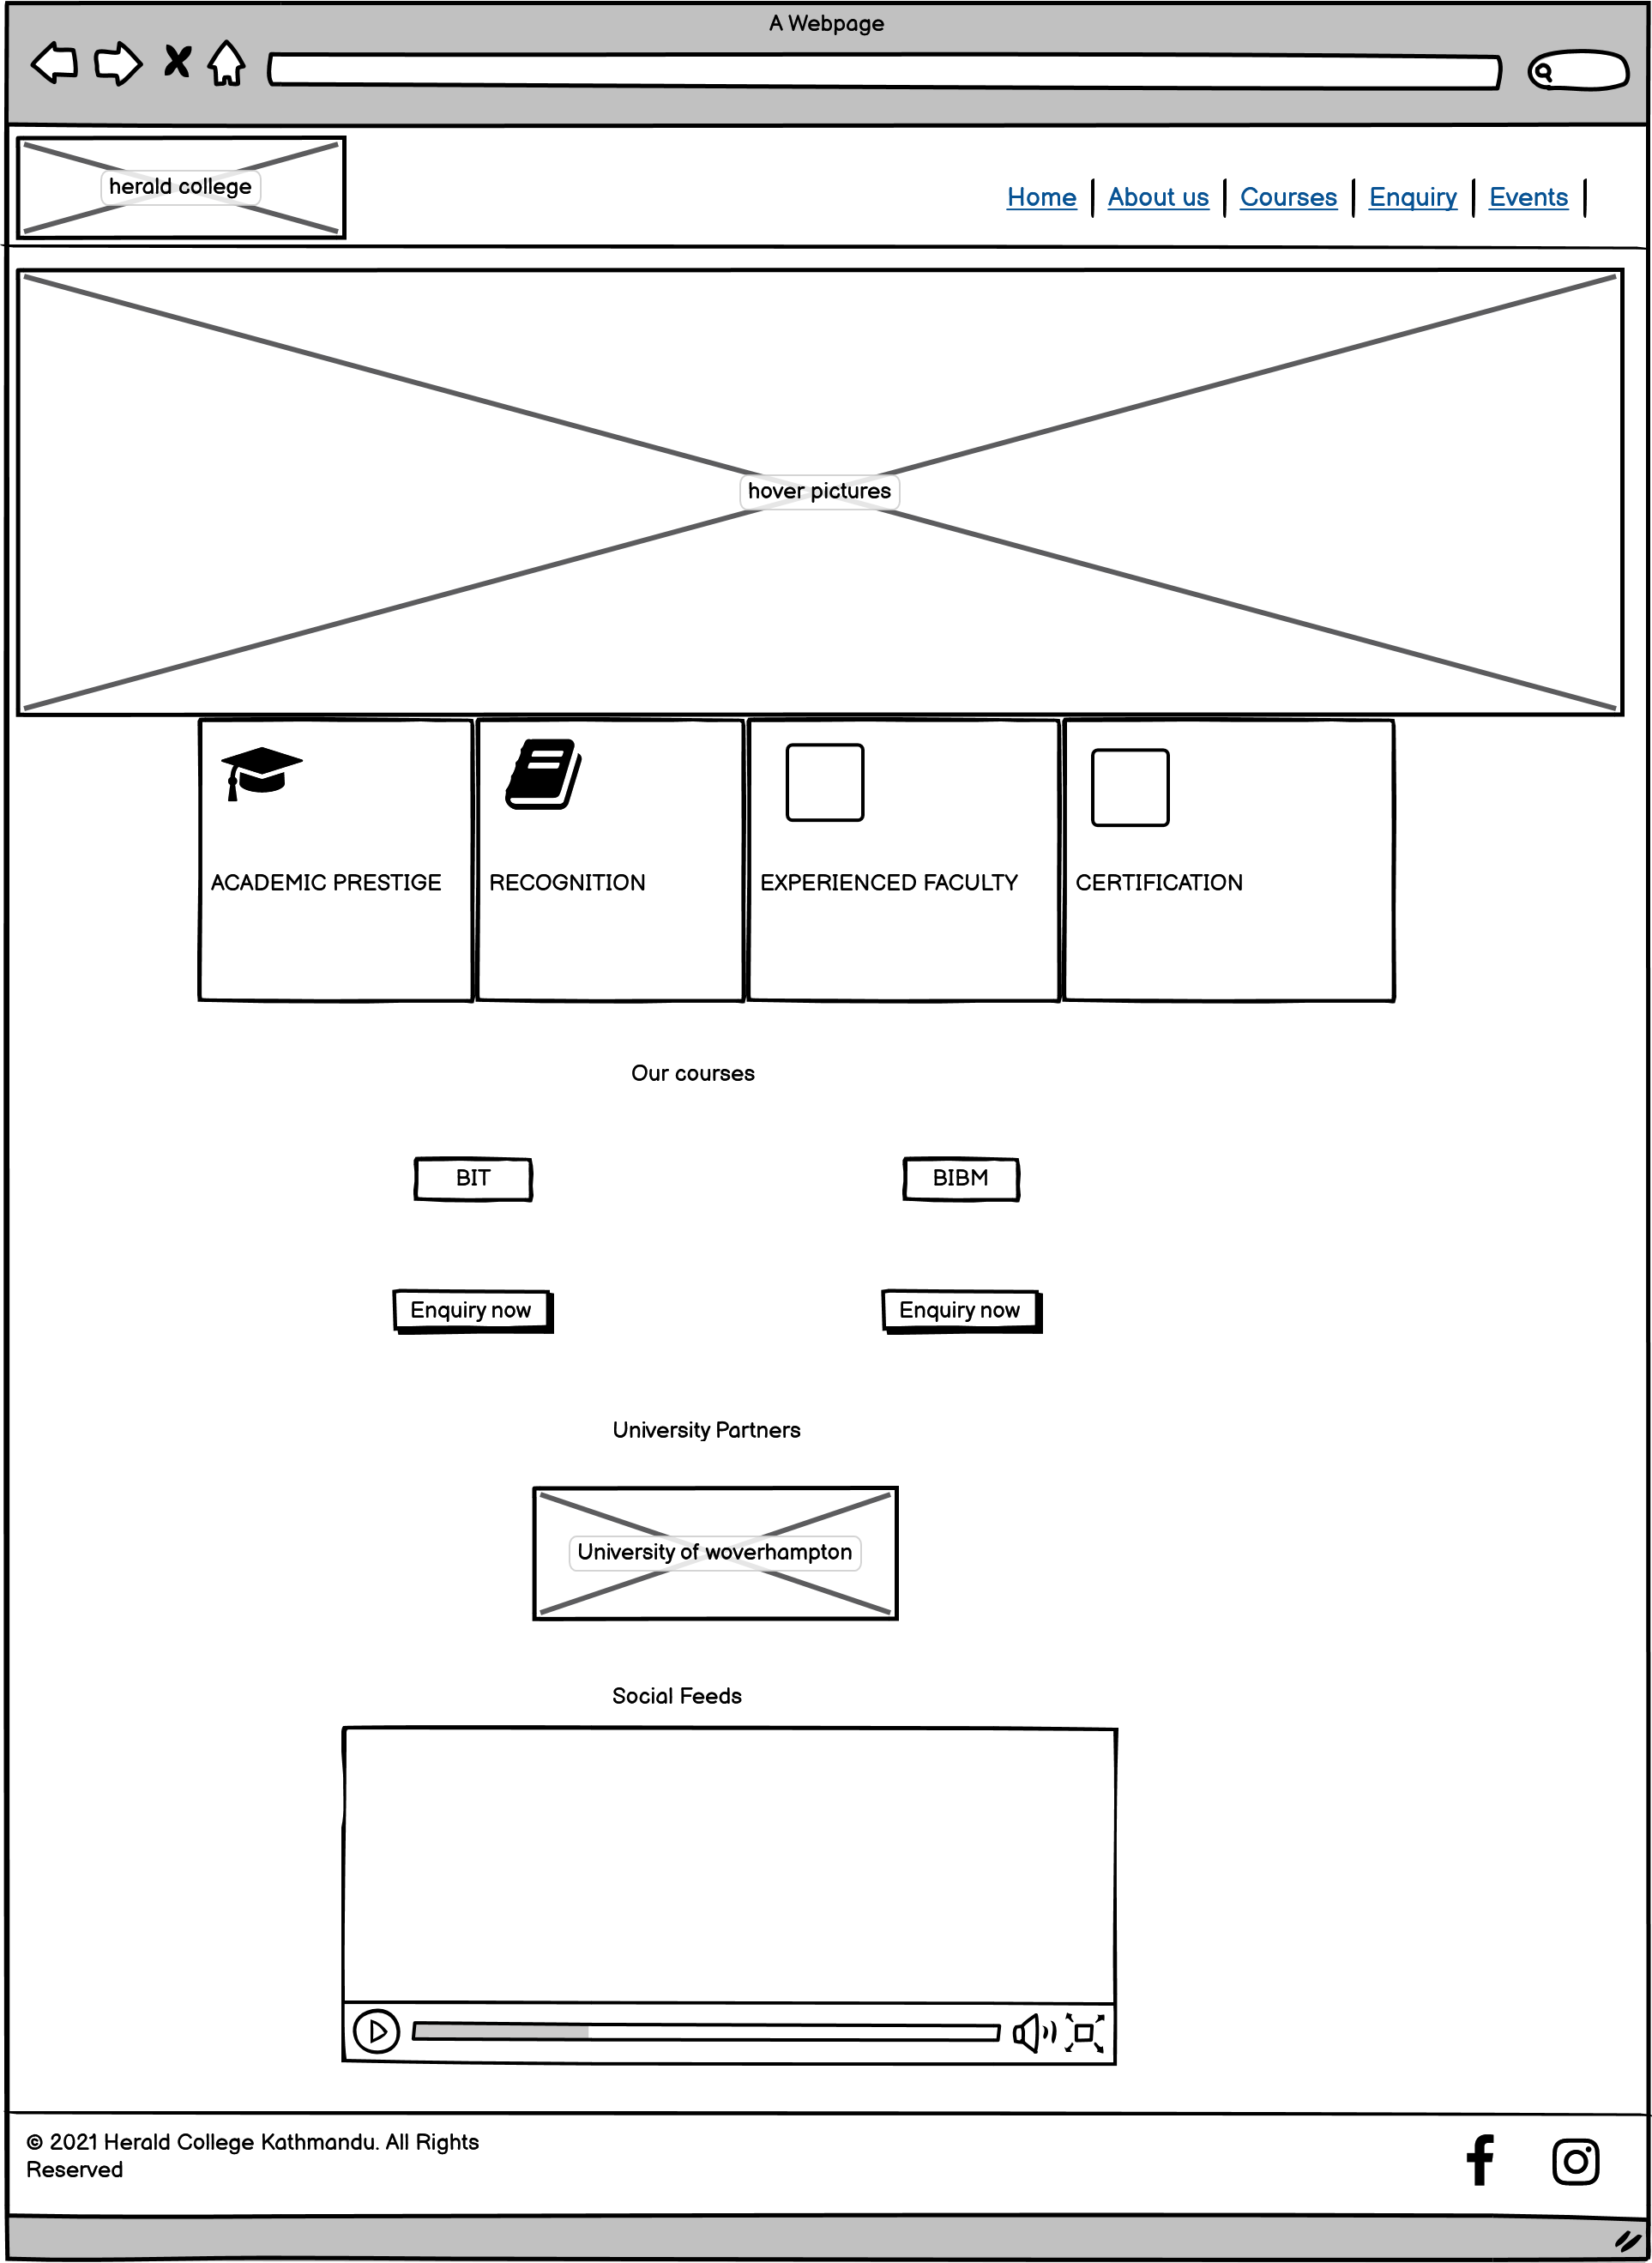 A Webpage
herald college
Home About us Courses Enquiry Events
hover pictures
ACADEMIC PRESTIGE
RECOGNITION
EXPERIENCED FACULTY
CERTIFICATION
Our courses
BIT
BIBM
Enquiry now
Enquiry now
University Partners
University of woverhampton
Social Feeds
© 2021 Herald College Kathmandu. All Rights
Reserved